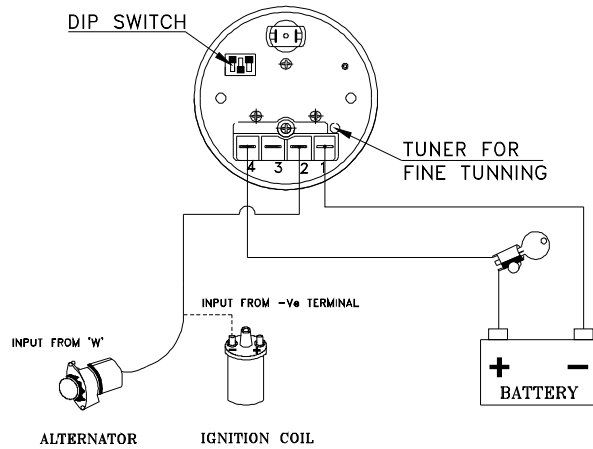 DIP SWITCH
4 3 2 1
TUNER FOR
FINE TUNNING
INPUT FROM -Ve TERMINAL
INPUT FROM 'W'
- +
+ -
BATTERY
ALTERNATOR
IGNITION COIL